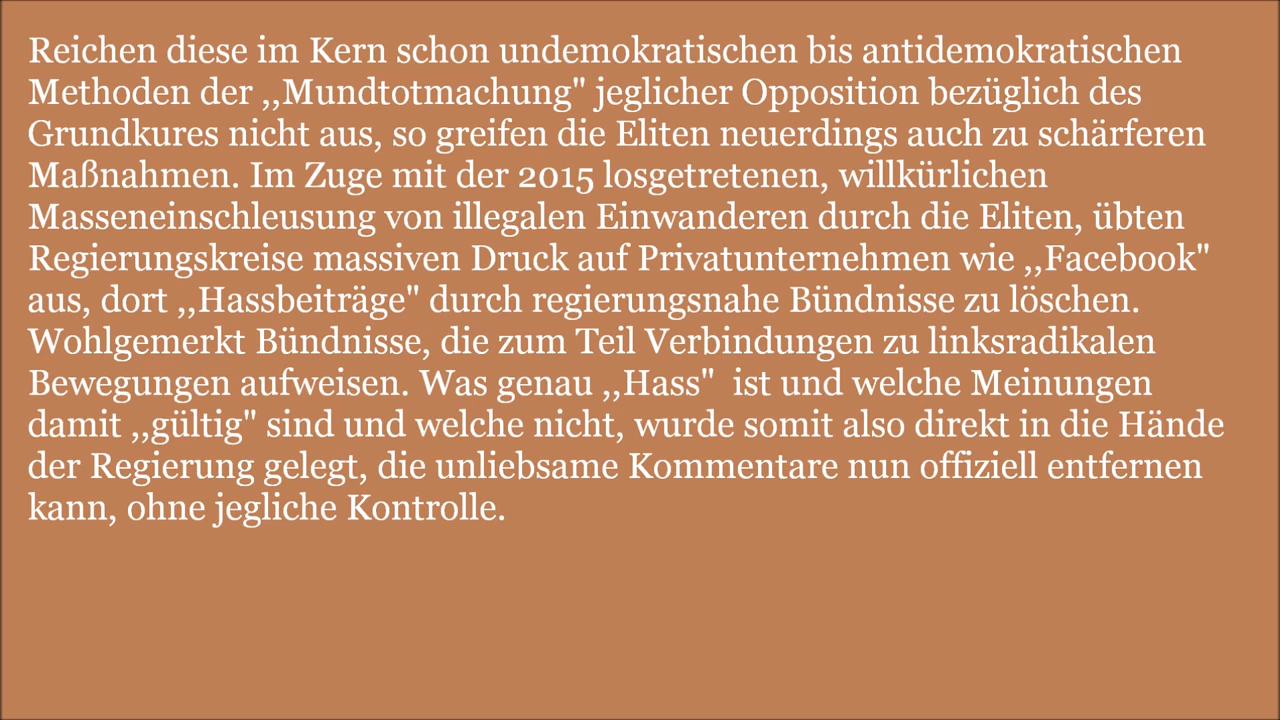 Reichen diese im Kern schon undemokratischen bis antidemokratischen
Methoden der ,,Mundtotmachung" jeglicher Opposition bezüglich des
Grundkures nicht aus, so greifen die Eliten neuerdings auch zu schärferen
Maßnahmen. Im Zuge mit der 2015 losgetretenen, willkürlichen
Masseneinschleusung von illegalen Einwanderen durch die Eliten, übten
Regierungskreise massiven Druck auf Privatunternehmen wie ,,Facebook"
aus, dort ,,Hassbeiträge" durch regierungsnahe Bündnisse zu löschen.
Wohlgemerkt Bündnisse, die zum Teil Verbindungen zu linksradikalen
Bewegungen aufweisen. Was genau ,,Hass"  ist und welche Meinungen
damit ,,gültig" sind und welche nicht, wurde somit also direkt in die Hände
der Regierung gelegt, die unliebsame Kommentare nun offiziell entfernen
kann, ohne jegliche Kontrolle.